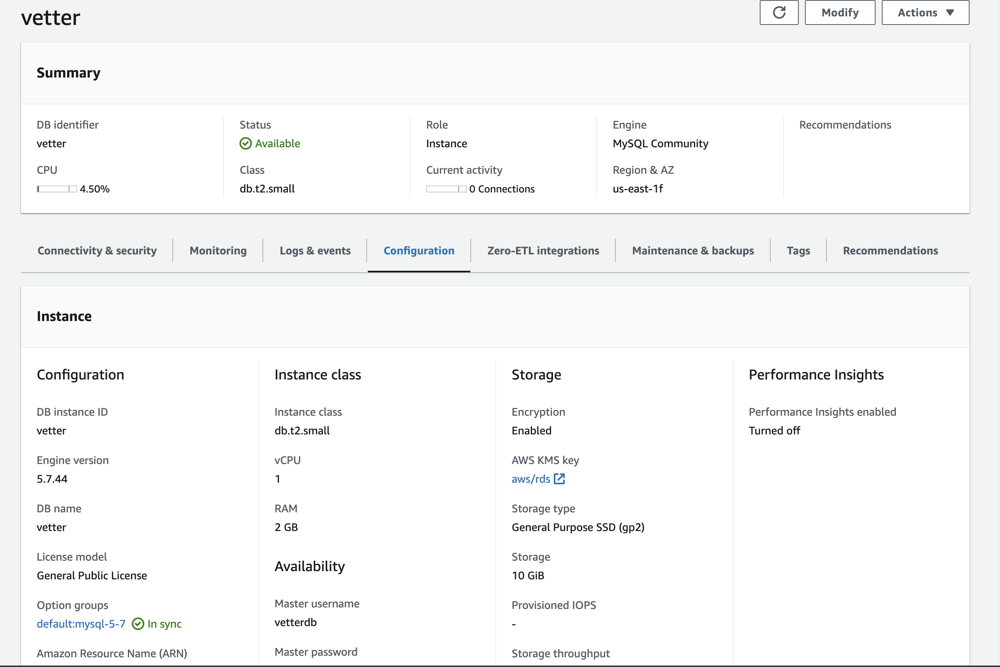 vetter
Modify
Actions
Summary
DB identifier
vetter
Status
Available
Role
Instance
Engine
MySQL Community
Recommendations
CPU
4.50%
Class
db.t2.small
Current activity
0 Connections
Region & AZ
us-east-1f
Connectivity & security
Monitoring
Logs & events
Configuration
Zero-ETL integrations
Maintenance & backups
Tags
Recommendations
Instance
Configuration
DB instance ID
vetter
Engine version
5.7.44
DB name
vetter
License model
General Public License
Option groups
default:mysql-5-7 In sync
Amazon Resource Name (ARN)
Instance class
Instance class
db.t2.small
vCPU
1
RAM
2 GB
Availability
Master username
vetterdb
Master password
Storage
Encryption
Enabled
AWS KMS key
aws/rds
Storage type
General Purpose SSD (gp2)
Storage
10 GiB
Provisioned IOPS
-
Storage throughput
Performance Insights
Performance Insights enabled
Turned off